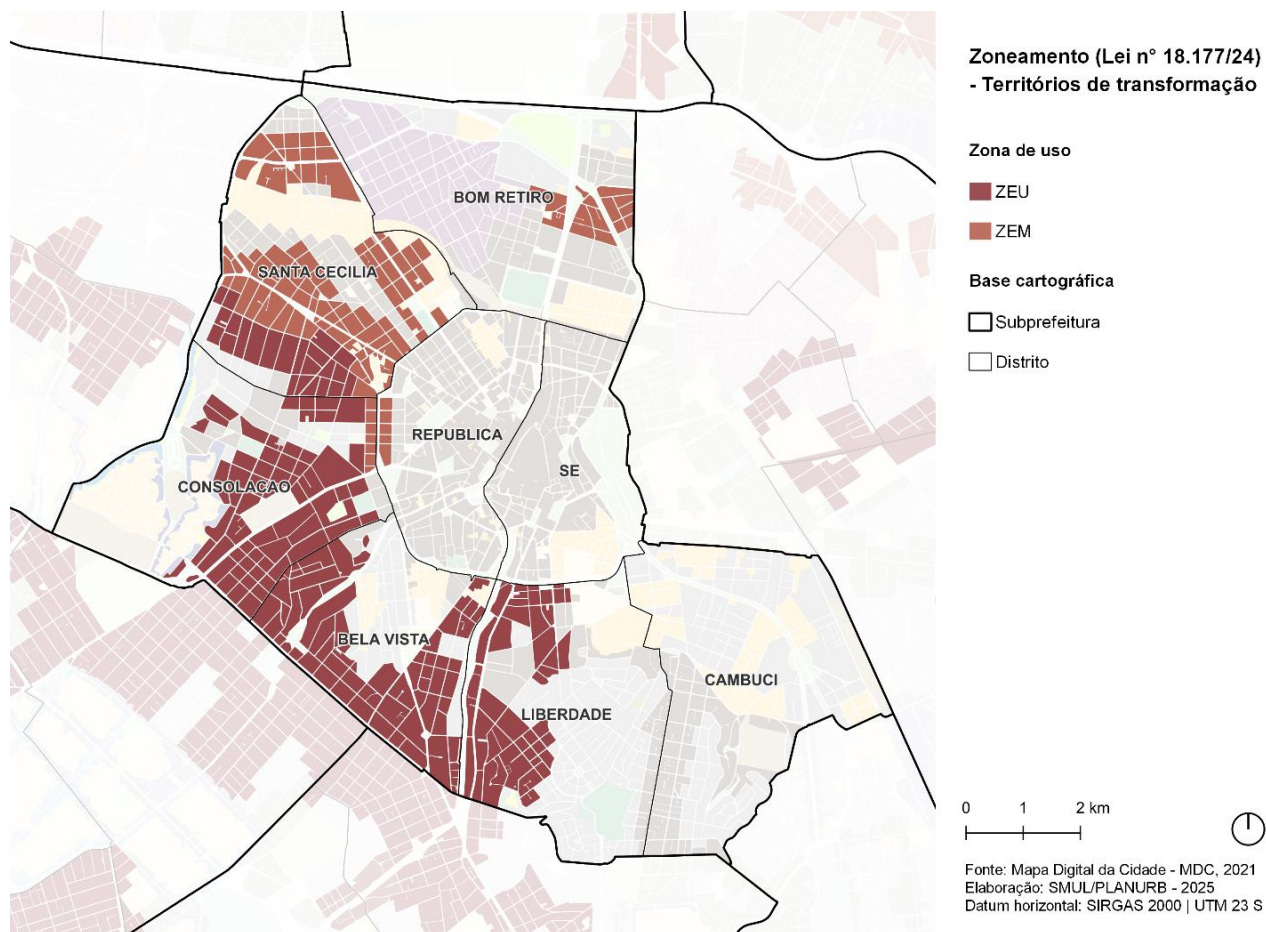 Zoneamento (Lei n° 18.177/24)
- Territórios de transformação
Zona de uso
ZEU
ZEM
Base cartográfica
Subprefeitura
Distrito
BOM RETIRO
SANTA CECILIA
REPUBLICA
SE
CONSOLAÇAO
BELA VISTA
CAMBUCI
LIBERDADE
0 1 2 km
Fonte: Mapa Digital da Cidade - MDC, 2021
Elaboração: SMUL/PLANURB - 2025
Datum horizontal: SIRGAS 2000 | UTM 23 S